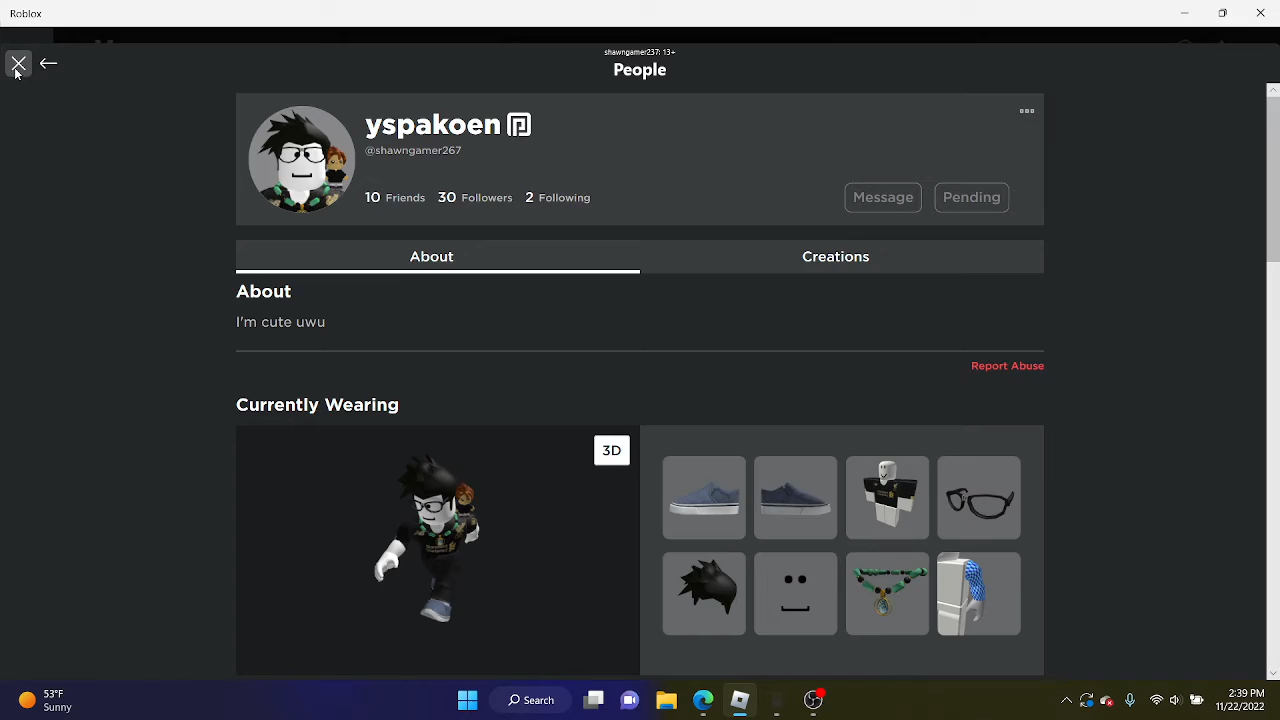 Roblox
shawngamer237: 13+
People
yspakoen
@shawngamer267
10 Friends 30 Followers 2 Following
Message Pending
About Creations
About
I'm cute uwu
Report Abuse
Currently Wearing
3D
53°F
Sunny
Search
2:39 PM
11/22/2022